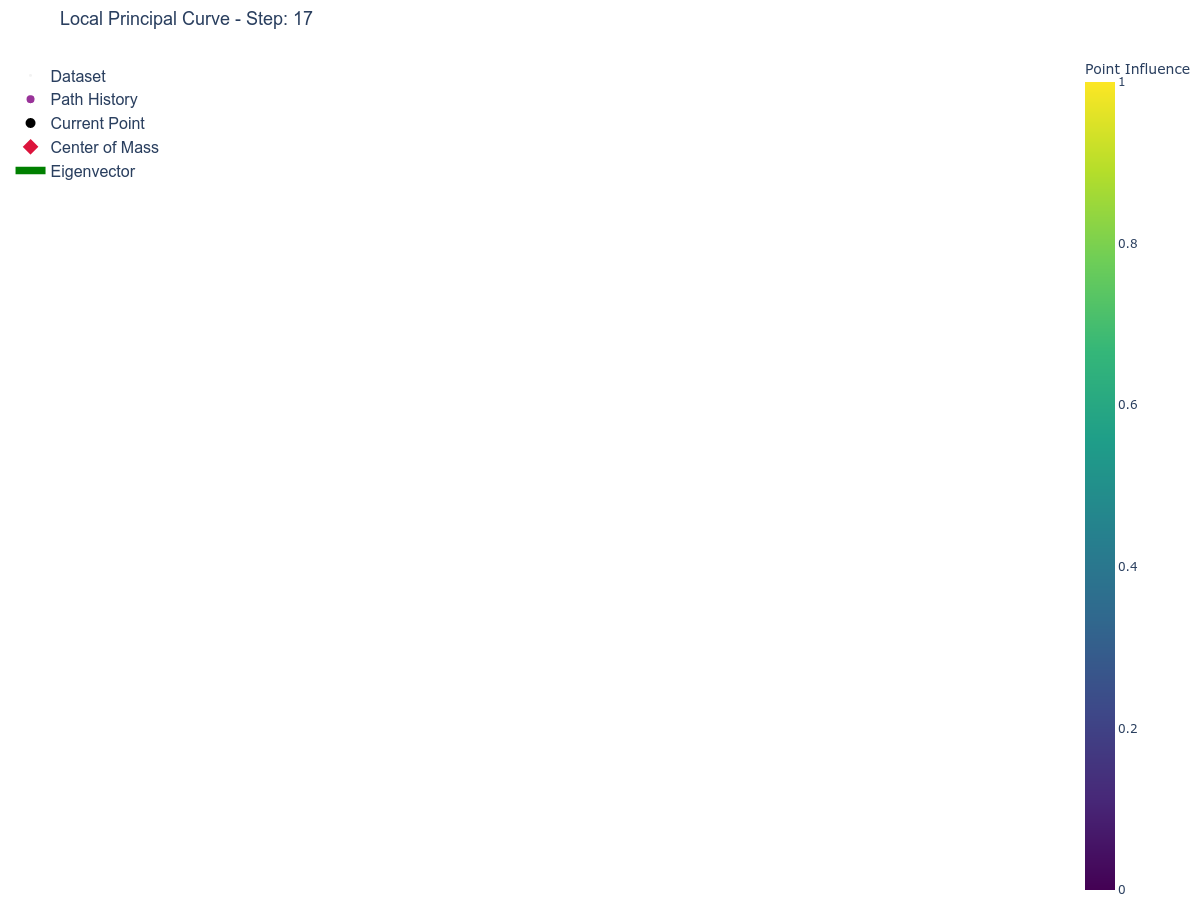 Local Principal Curve - Step: 17
Dataset
Path History
Current Point
Center of Mass
Eigenvector
Point Influence
1
0.8
0.6
0.4
0.2
0